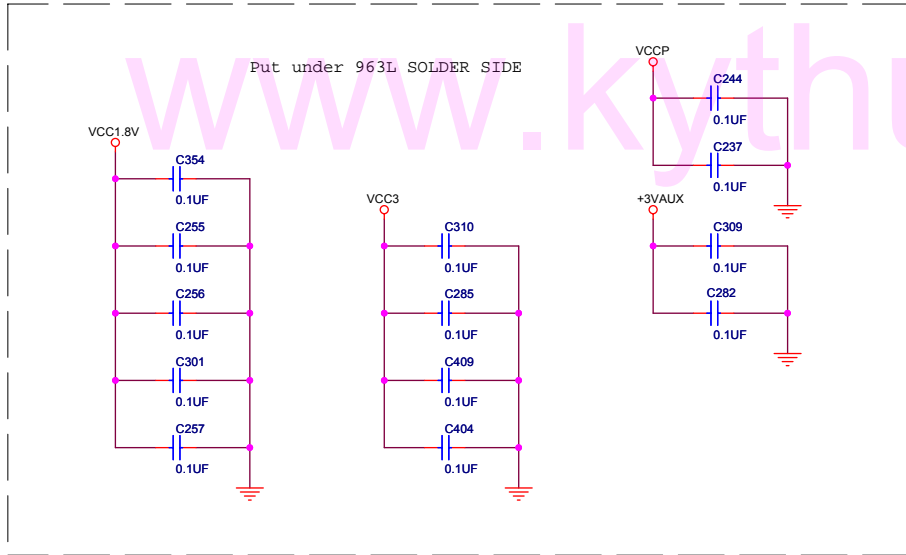 www.kythu
Put under 963L SOLDER SIDE
VCC1.8V
C354
0.1UF
C255
0.1UF
C256
0.1UF
C301
0.1UF
C257
0.1UF
VCC3
C310
0.1UF
C285
0.1UF
C409
0.1UF
C404
0.1UF
VCCP
C244
0.1UF
C237
0.1UF
+3VAUX
C309
0.1UF
C282
0.1UF